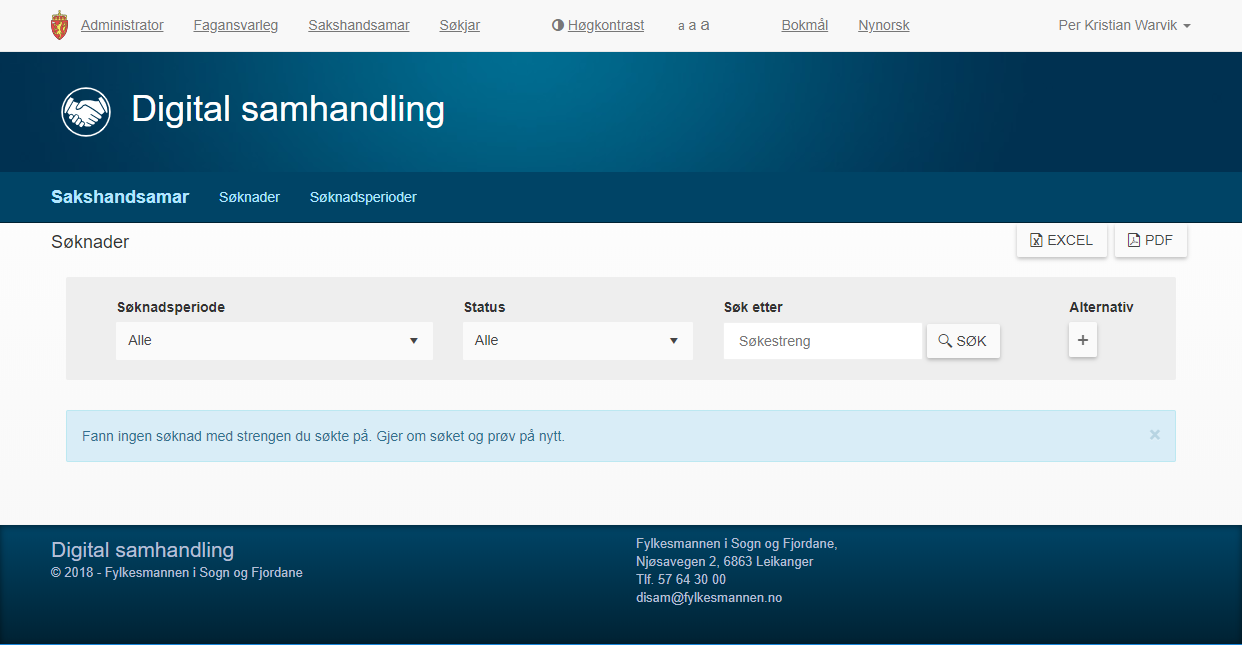 Administrator Fagansvarleg Sakshandsamar Søkjar Høgkontrast a a a Bokmål Nynorsk Per Kristian Warvik
Digital samhandling
Sakshandsamar Søknader Søknadsperioder
Søknader EXCEL PDF
Søknadsperiode Status Søk etter Alternativ
Alle Alle Søkestreng SØK +
Fann ingen søknad med strengen du søkte på. Gjer om søket og prøv på nytt. ×
Digital samhandling
© 2018 - Fylkesmannen i Sogn og Fjordane
Fylkesmannen i Sogn og Fjordane,
Njøsavegen 2, 6863 Leikanger
Tlf. 57 64 30 00
disam@fylkesmannen.no